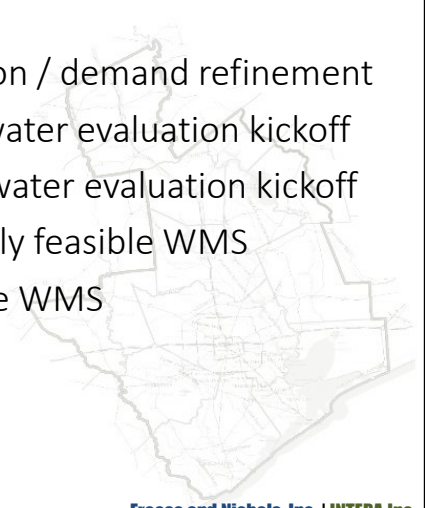 on / demand refinement
water evaluation kickoff
water evaluation kickoff
ly feasible WMS
e WMS
Freese and Nichols, Inc. | INTERA Inc.